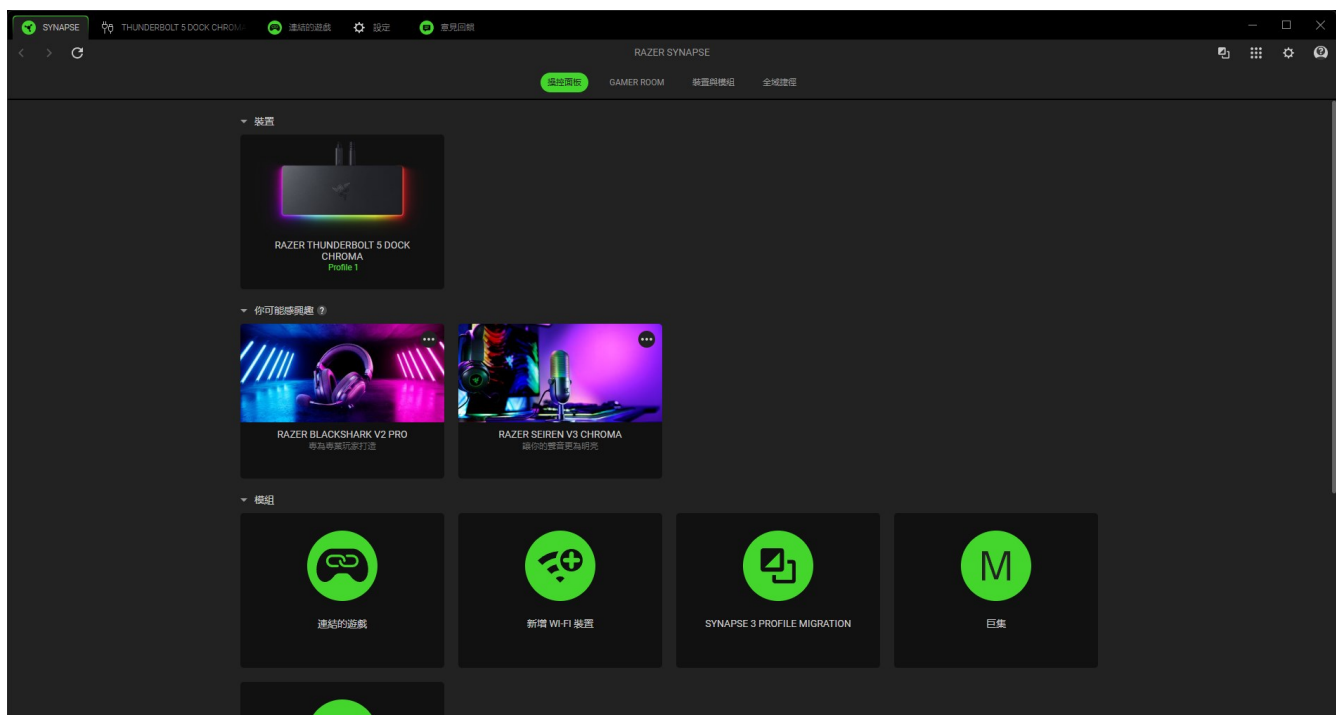 SYNAPSE
THUNDERBOLT 5 DOCK CHROMA
連結的遊戲
設定
意見回饋
RAZER SYNAPSE
操控面板
GAMER ROOM
裝置與模組
全域捷徑
裝置
RAZER THUNDERBOLT 5 DOCK
CHROMA
Profile 1
你可能感興趣 ?
RAZER BLACKSHARK V2 PRO
專為專業玩家打造
RAZER SEIREN V3 CHROMA
讓你的聲音更為明亮
模組
連結的遊戲
新增 WI-FI 裝置
SYNAPSE 3 PROFILE MIGRATION
M
巨集